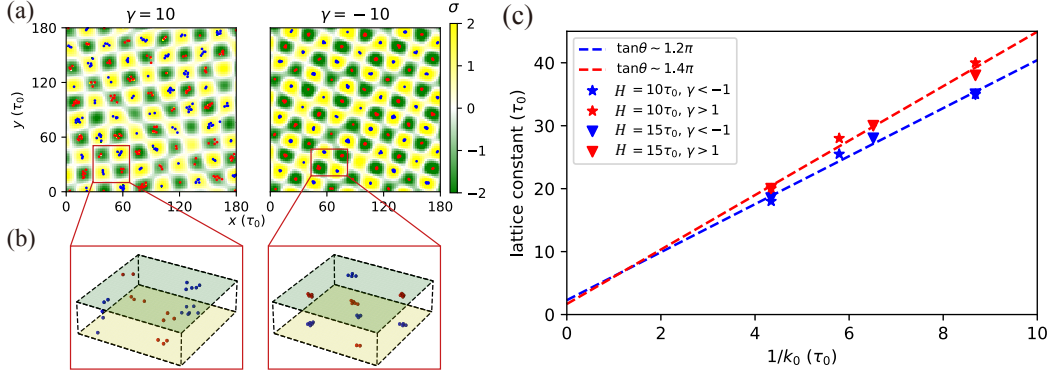 (a)
γ = 10
γ = −10
σ
180
120
60
0
y (τ₀)
0 60 120 180
x (τ₀)
0 60 120 180
2
1
0
−1
−2
(b)
(c)
tanθ ~ 1.2π
tanθ ~ 1.4π
H = 10τ₀, γ < −1
H = 10τ₀, γ > 1
H = 15τ₀, γ < −1
H = 15τ₀, γ > 1
lattice constant (τ₀)
40
30
20
10
0
0 2 4 6 8 10
1/k₀ (τ₀)